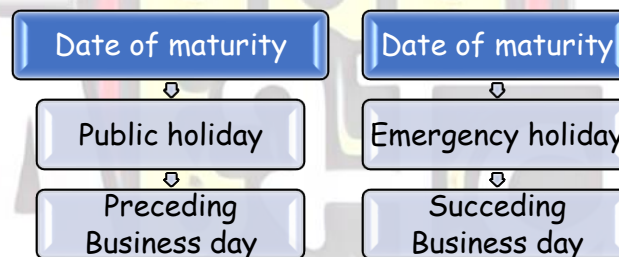 Date of maturity
Public holiday
Preceding
Business day
Date of maturity
Emergency holiday
Succeding
Business day